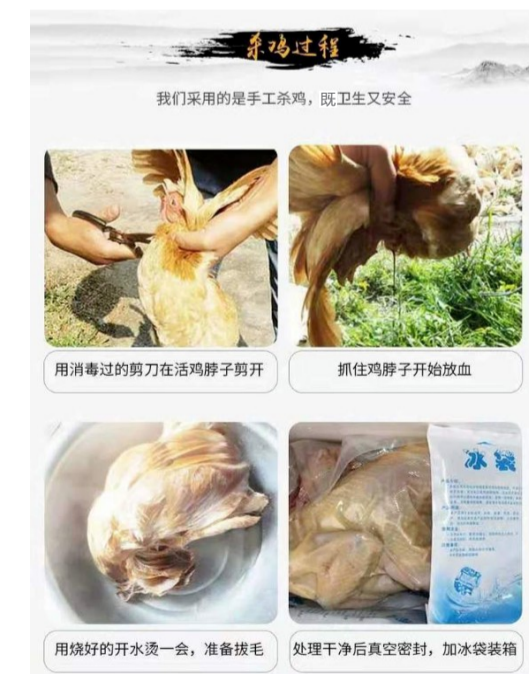 杀鸡过程
我们采用的是手工杀鸡，既卫生又安全
用消毒过的剪刀在活鸡脖子剪开
抓住鸡脖子开始放血
冰袋
用烧好的开水烫一会，准备拔毛
处理干净后真空密封，加冰袋装箱